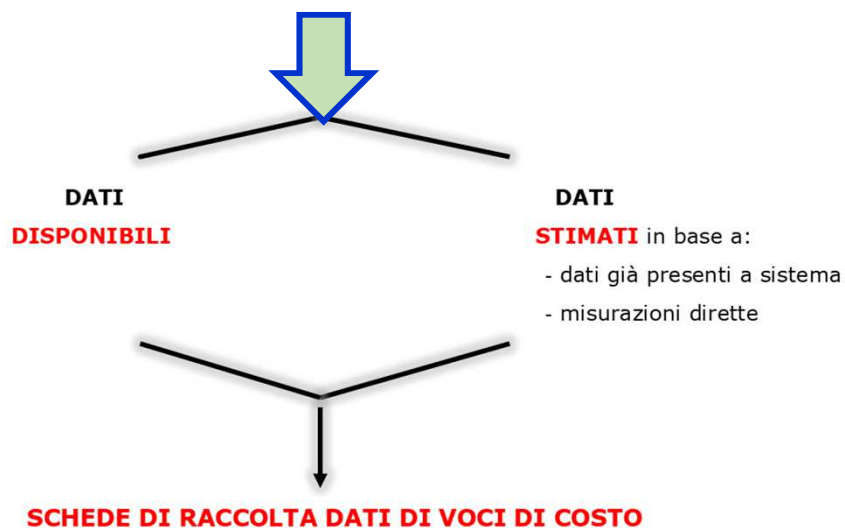 DATI
DISPONIBILI
DATI
STIMATI in base a:
- dati già presenti a sistema
- misurazioni dirette
SCHEDE DI RACCOLTA DATI DI VOCI DI COSTO